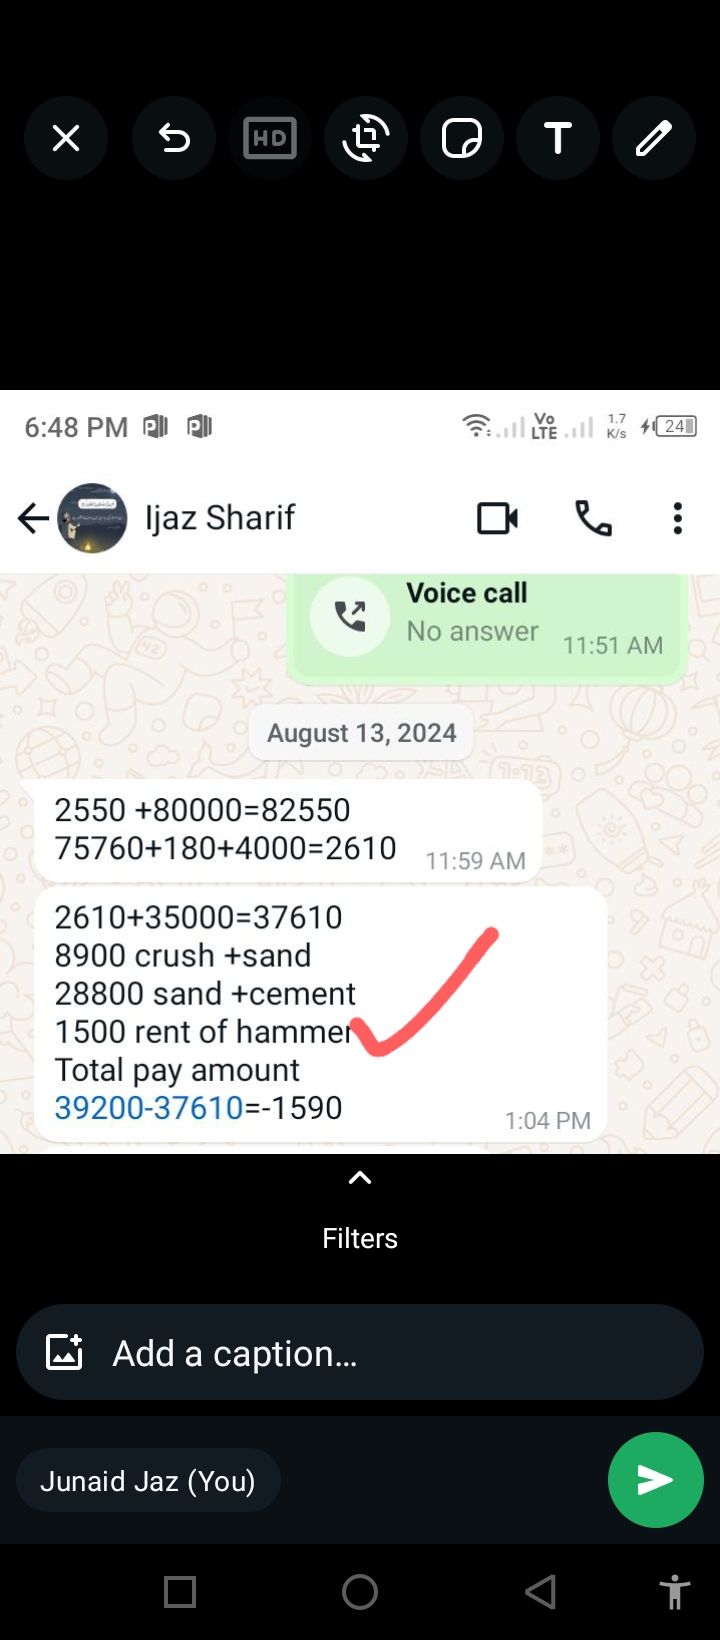 HD
T
6:48 PM
Vo
LTE
1.7
K/s
24
Ijaz Sharif
Voice call
No answer
11:51 AM
August 13, 2024
2550 +80000=82550
75760+180+4000=2610
11:59 AM
2610+35000=37610
8900 crush +sand
28800 sand +cement
1500 rent of hammer
Total pay amount
39200-37610=-1590
1:04 PM
Filters
Add a caption...
Junaid Jaz (You)